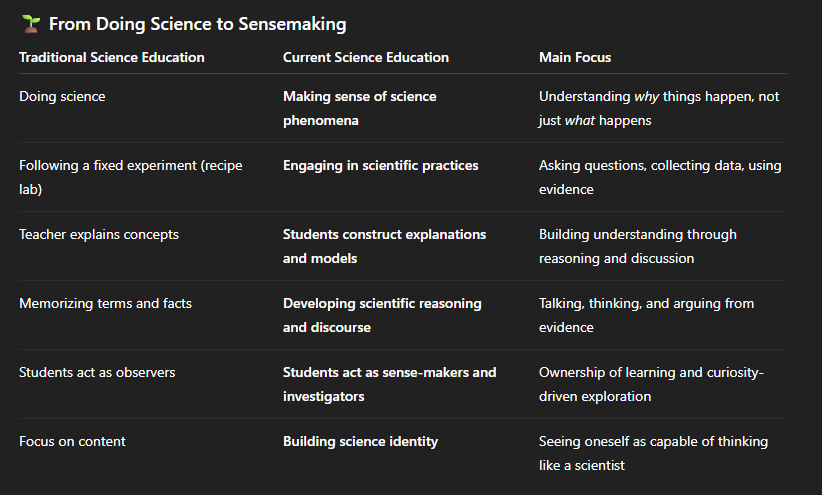 🌱 From Doing Science to Sensemaking
Traditional Science Education Current Science Education Main Focus
Doing science
Making sense of science
phenomena
Understanding why things happen, not
just what happens
Following a fixed experiment (recipe
lab)
Engaging in scientific practices
Asking questions, collecting data, using
evidence
Teacher explains concepts
Students construct explanations
and models
Building understanding through
reasoning and discussion
Memorizing terms and facts
Developing scientific reasoning
and discourse
Talking, thinking, and arguing from
evidence
Students act as observers
Students act as sense-makers and
investigators
Ownership of learning and curiosity-
driven exploration
Focus on content
Building science identity
Seeing oneself as capable of thinking
like a scientist